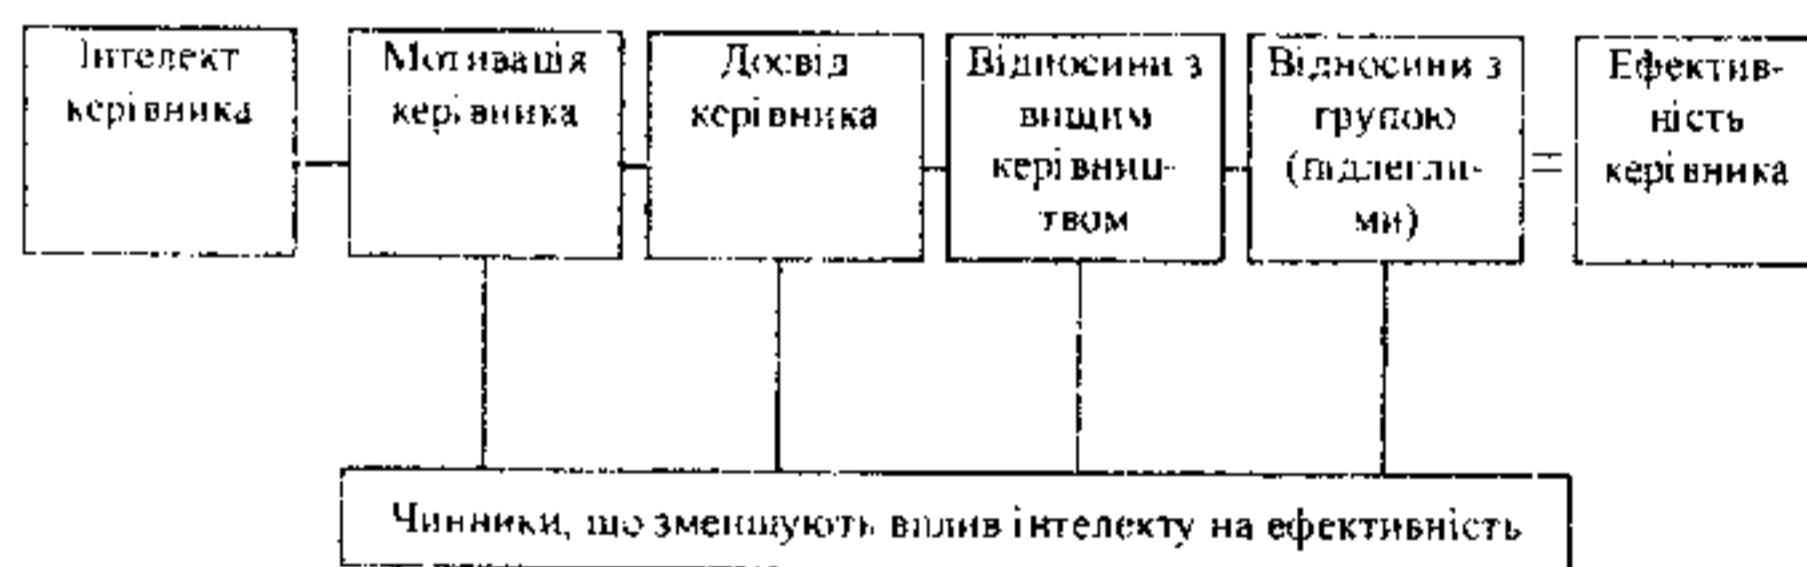 Інтелект
керівника
Мотивація
керівника
Досвід
керівника
Відносини з
вищим
керівниц-
твом
Відносини з
групою
(підлегли-
ми)
=
Ефектив-
ність
керівника
Чинники, що зменшують вплив інтелекту на ефективність